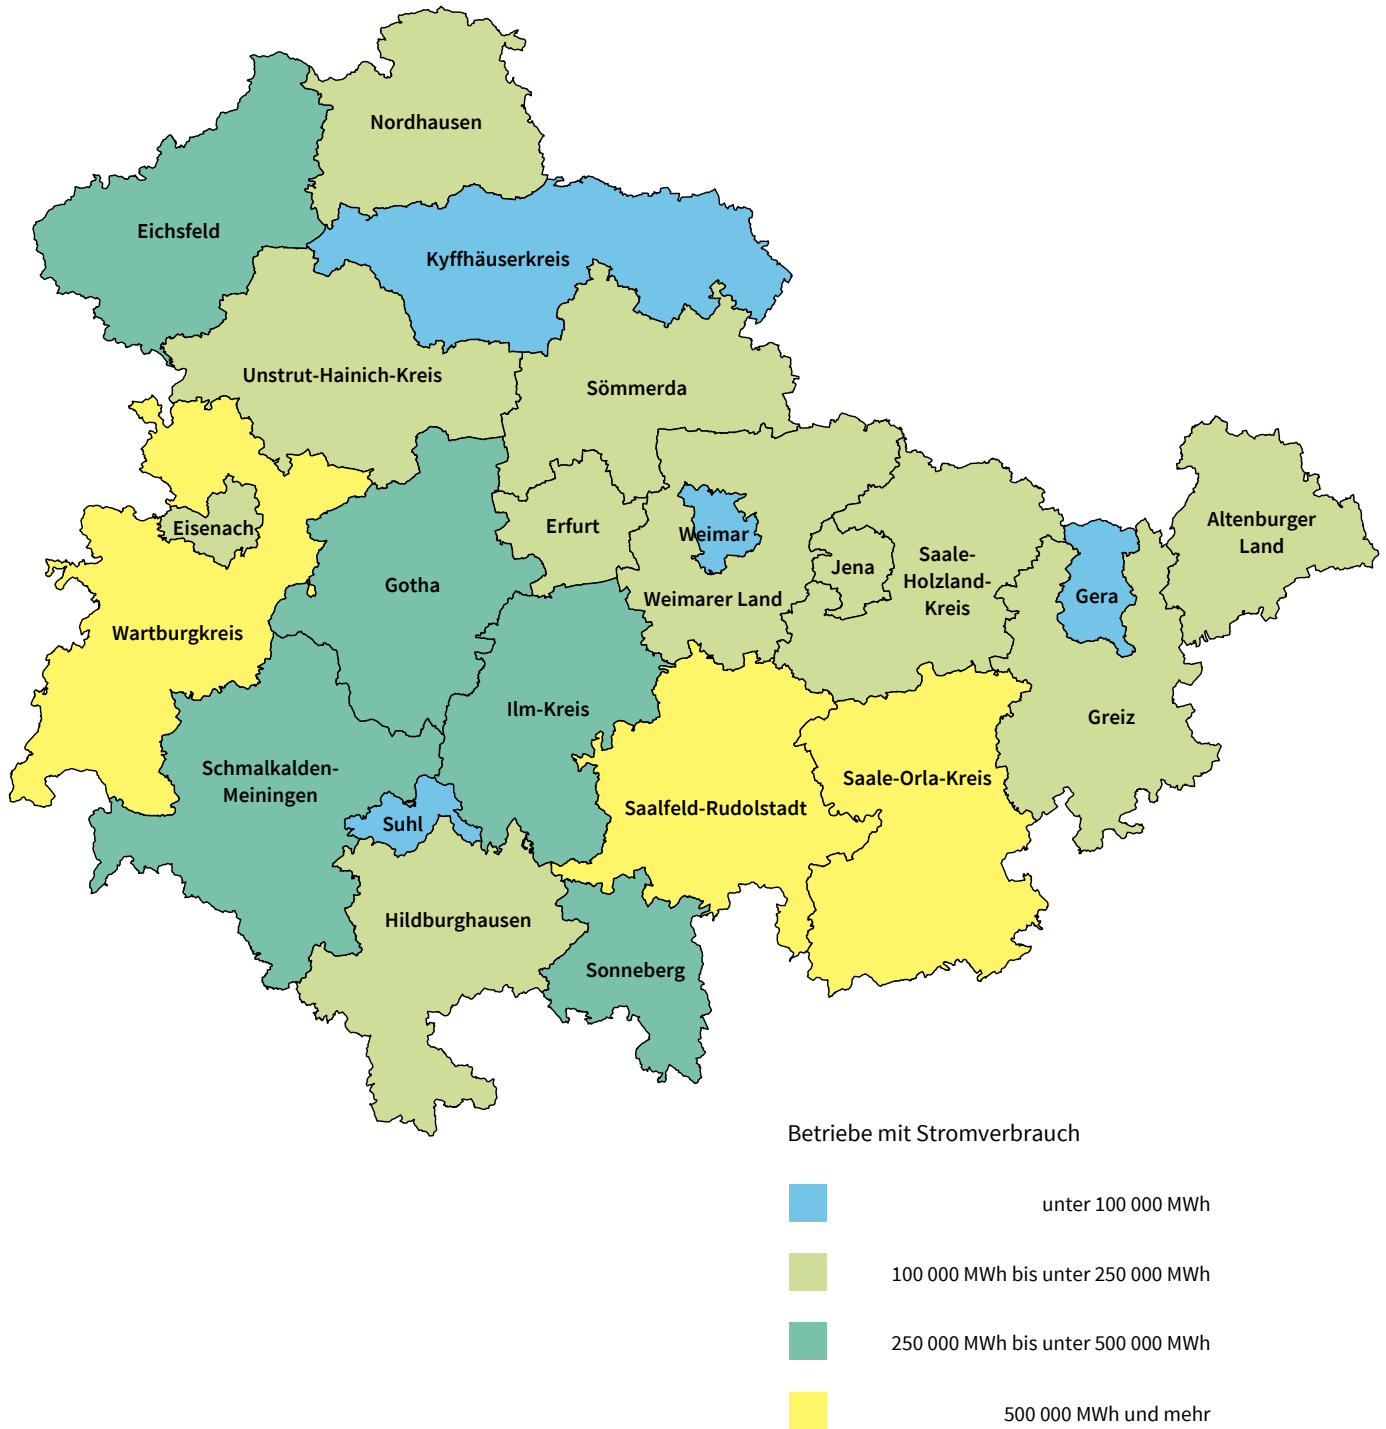 Nordhausen
Eichsfeld
Kyffhäuserkreis
Unstrut-Hainich-Kreis
Sömmerda
Eisenach
Erfurt
Weimar
Altenburger
Land
Gotha
Jena
Saale-
Holzland-
Kreis
Weimarer Land
Gera
Wartburgkreis
Ilm-Kreis
Greiz
Schmalkalden-
Meiningen
Saale-Orla-Kreis
Suhl
Saalfeld-Rudolstadt
Hildburghausen
Sonneberg
Betriebe mit Stromverbrauch
unter 100 000 MWh
100 000 MWh bis unter 250 000 MWh
250 000 MWh bis unter 500 000 MWh
500 000 MWh und mehr